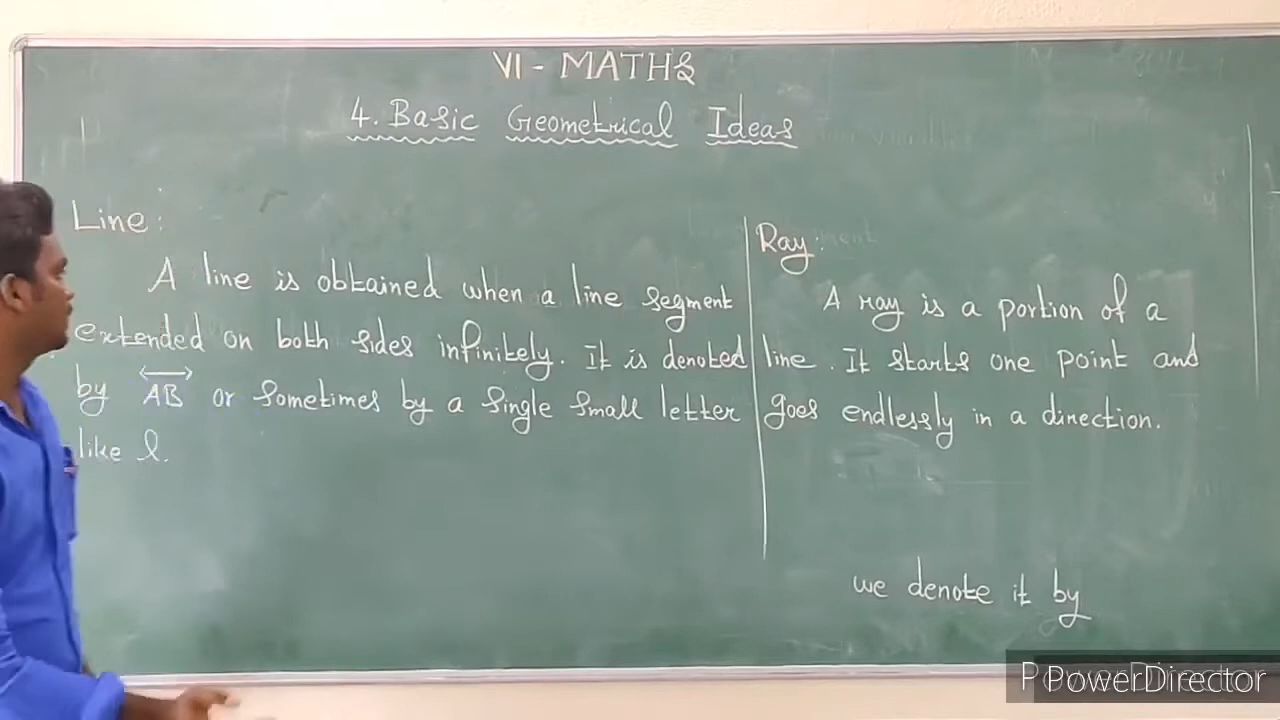 VI - MATHS
4. Basic Geometrical Ideas
Line:
A line is obtained when a line segment
extended on both sides infinitely. It is denoted
by AB or sometimes by a single small letter
like l.
Ray:
A ray is a portion of a
line. It starts one point and
goes endlessly in a direction.
we denote it by
PowerDirector